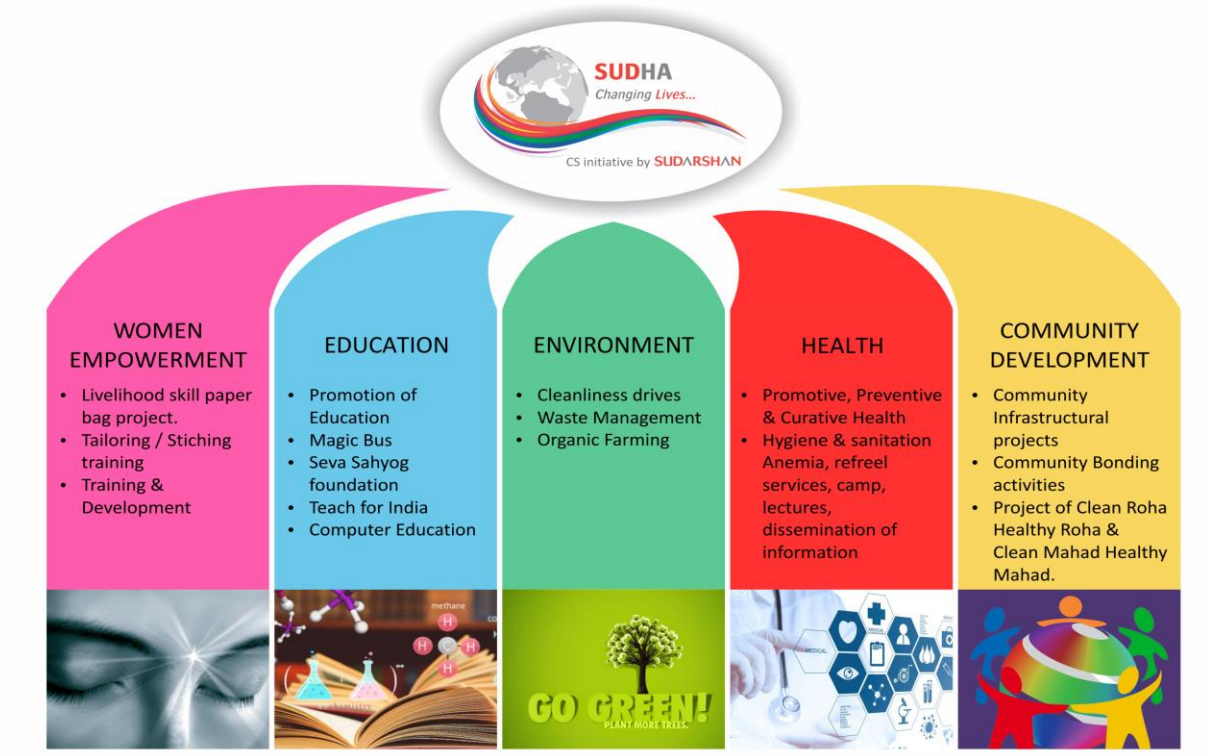 SUDHA
Changing Lives...
CS initiative by SUDARSHAN
WOMEN
EMPOWERMENT
• Livelihood skill paper
bag project.
• Tailoring / Stiching
training
• Training &
Development
EDUCATION
• Promotion of
Education
• Magic Bus
• Seva Sahyog
foundation
• Teach for India
• Computer Education
ENVIRONMENT
• Cleanliness drives
• Waste Management
• Organic Farming
HEALTH
• Promotive, Preventive
& Curative Health
• Hygiene & sanitation
Anemia, refreel
services, camp,
lectures,
dissemination of
information
COMMUNITY
DEVELOPMENT
• Community
Infrastructural
projects
• Community Bonding
activities
• Project of Clean Roha
Healthy Roha &
Clean Mahad Healthy
Mahad.
methane
H
H C H
H
GO GREEN!
PLANT MORE TREES.
MEDICAL
MEDICAL